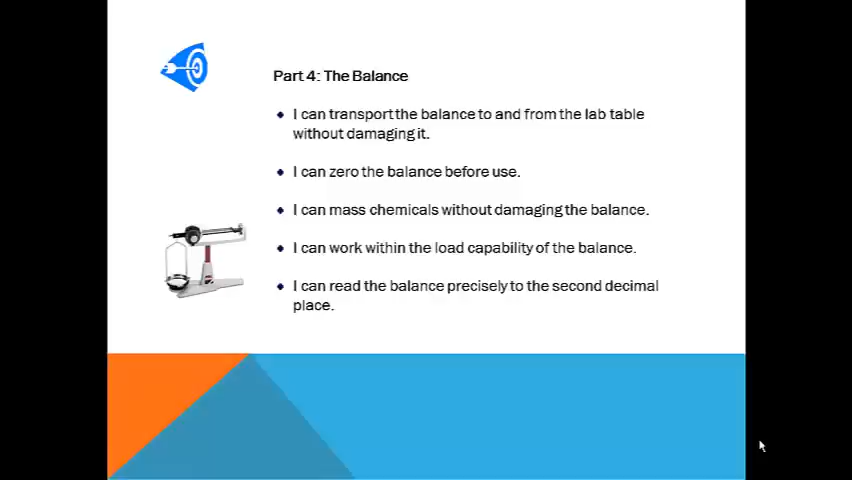 Part 4: The Balance
I can transport the balance to and from the lab table
without damaging it.
I can zero the balance before use.
I can mass chemicals without damaging the balance.
I can work within the load capability of the balance.
I can read the balance precisely to the second decimal
place.